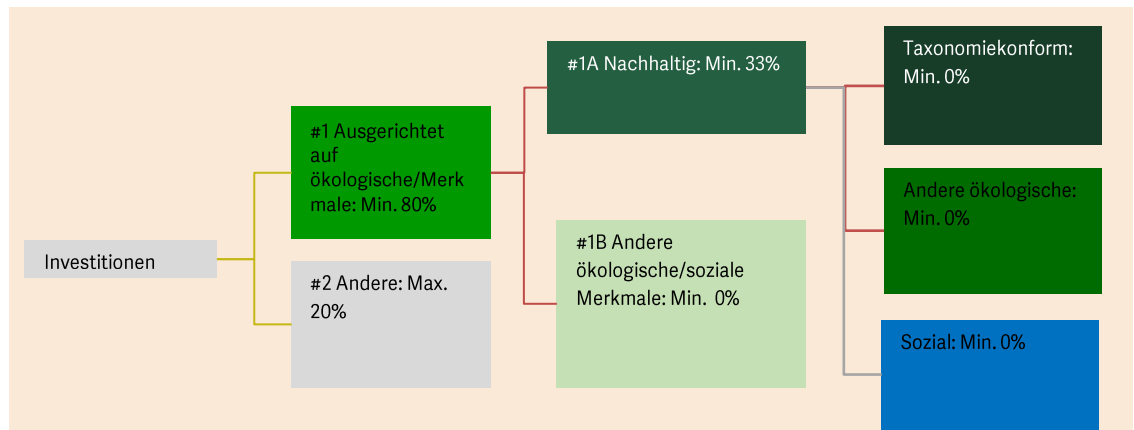 Investitionen
#1 Ausgerichtet
auf
ökologische/Merk
male: Min. 80%
#2 Andere: Max.
20%
#1A Nachhaltig: Min. 33%
#1B Andere
ökologische/soziale
Merkmale: Min. 0%
Taxonomiekonform:
Min. 0%
Andere ökologische:
Min. 0%
Sozial: Min. 0%